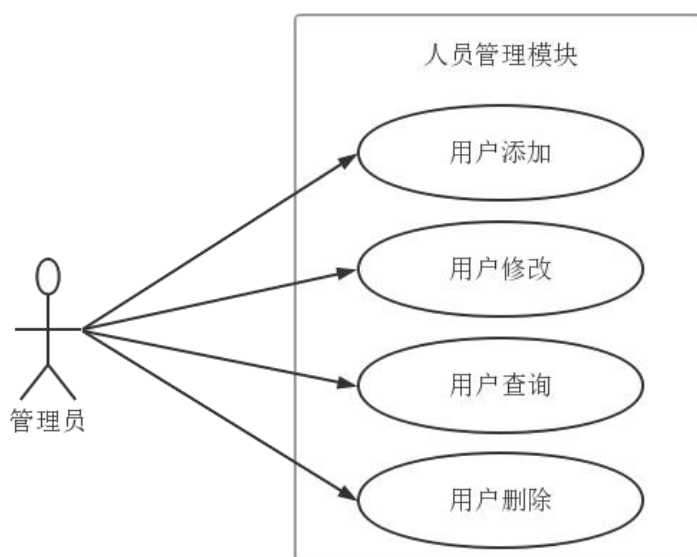 人员管理模块
用户添加
用户修改
用户查询
管理员
用户删除